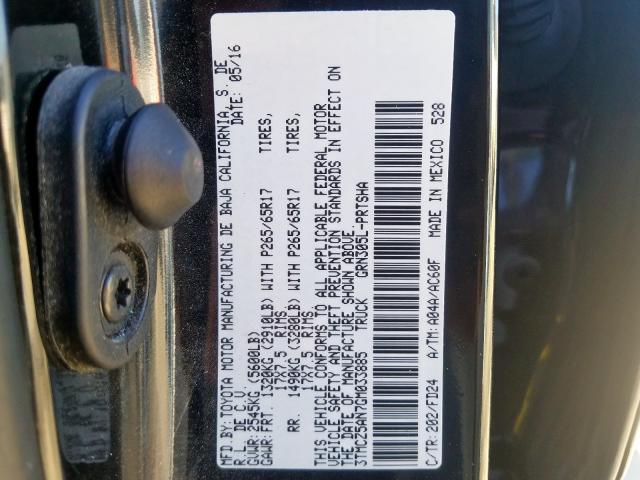 MFD.BY: TOYOTA MOTOR MANUFACTURING DE BAJA CALIFORNIA, S. DE
R.L. DE C.V. DATE: 05/16
GVWR: 2545KG (5600LB)
GAWR: FRT. 1320KG (2910LB) WITH P265/65R17 TIRES,
17X7.5 RIMS
RR. 1490KG (3280LB) WITH P265/65R17 TIRES,
17X7.5 RIMS
THIS VEHICLE CONFORMS TO ALL APPLICABLE FEDERAL MOTOR
VEHICLE SAFETY AND THEFT PREVENTION STANDARDS IN EFFECT ON
THE DATE OF MANUFACTURE SHOWN ABOVE.
3TMCZ5AN7GM033885 TRUCK GRN305L-PRTSHA
C/TR: 202/FD24 A/TM: A04A/AC60F MADE IN MEXICO 528